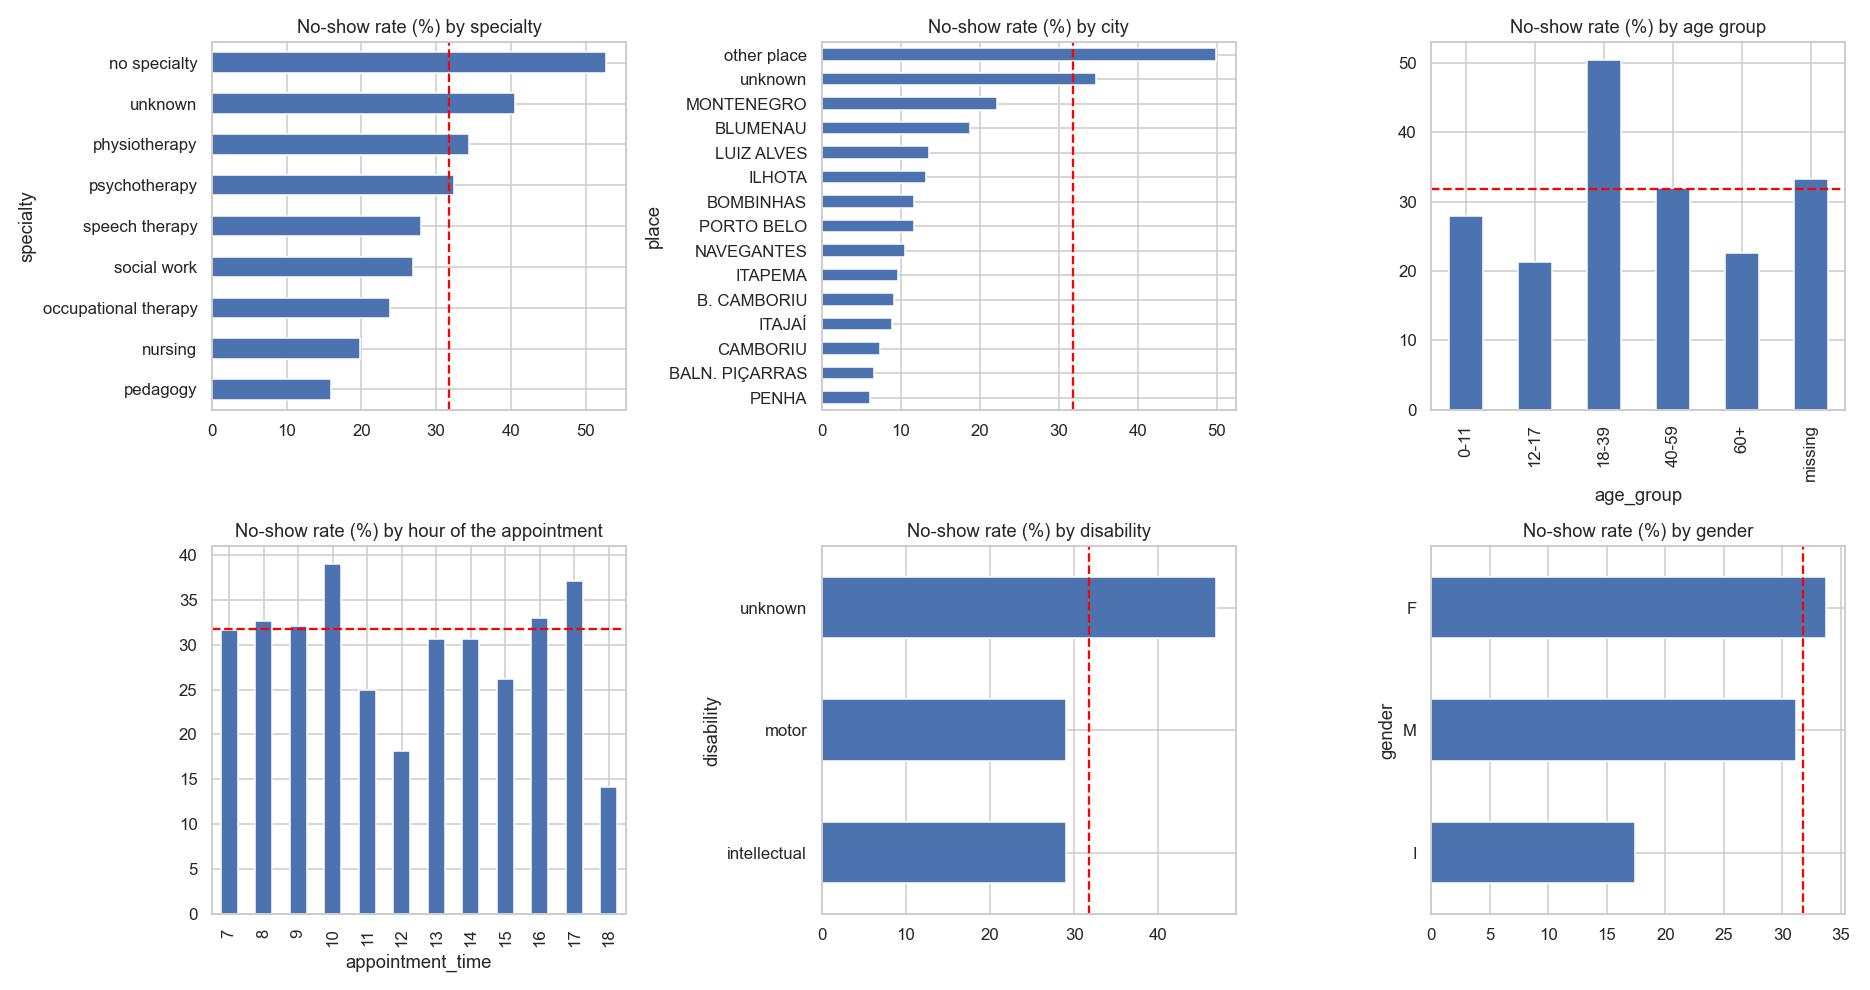 No-show rate (%) by specialty
specialty
no specialty
unknown
physiotherapy
psychotherapy
speech therapy
social work
occupational therapy
nursing
pedagogy
0 10 20 30 40 50
No-show rate (%) by city
place
other place
unknown
MONTENEGRO
BLUMENAU
LUIZ ALVES
ILHOTA
BOMBINHAS
PORTO BELO
NAVEGANTES
ITAPEMA
B. CAMBORIU
ITAJAÍ
CAMBORIU
BALN. PIÇARRAS
PENHA
0 10 20 30 40 50
No-show rate (%) by age group
50
40
30
20
10
0
0-11 12-17 18-39 40-59 60+ missing
age_group
No-show rate (%) by hour of the appointment
40
35
30
25
20
15
10
5
0
7 8 9 10 11 12 13 14 15 16 17 18
appointment_time
No-show rate (%) by disability
disability
unknown
motor
intellectual
0 10 20 30 40
No-show rate (%) by gender
gender
F
M
I
0 5 10 15 20 25 30 35